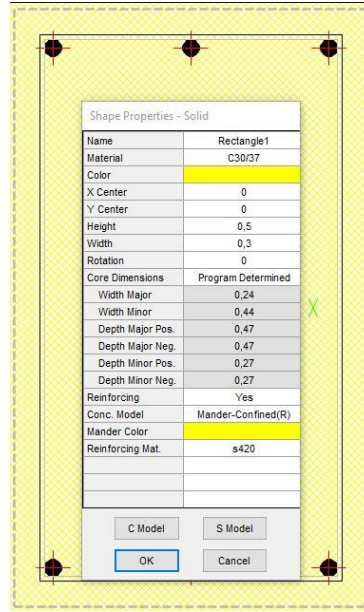 Shape Properties - Solid
Name Rectangle1
Material C30/37
Color
X Center 0
Y Center 0
Height 0,5
Width 0,3
Rotation 0
Core Dimensions Program Determined
Width Major 0,24
Width Minor 0,44
Depth Major Pos. 0,47
Depth Major Neg. 0,47
Depth Minor Pos. 0,27
Depth Minor Neg. 0,27
Reinforcing Yes
Conc. Model Mander-Confined(R)
Mander Color
Reinforcing Mat. s420
C Model S Model
OK Cancel
X